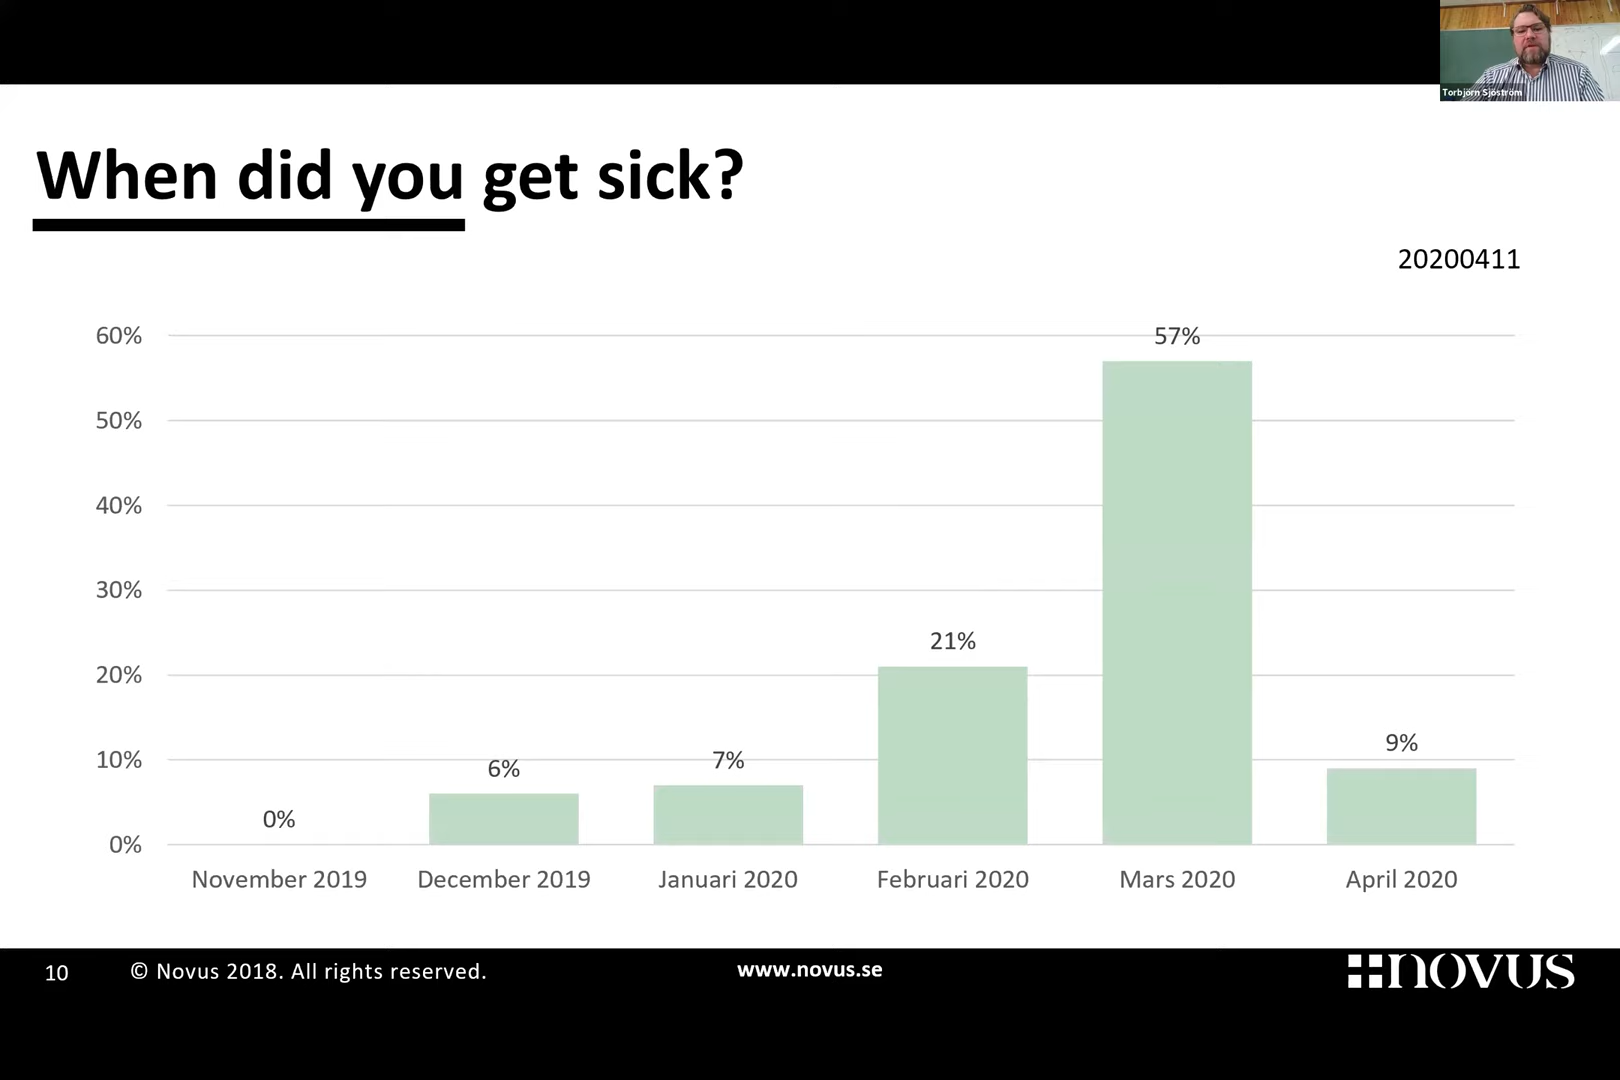 Torbjörn Sjöström
When did you get sick?
20200411
60%
50%
40%
30%
20%
10%
0%
0%
6%
7%
21%
57%
9%
November 2019
December 2019
Januari 2020
Februari 2020
Mars 2020
April 2020
10
© Novus 2018. All rights reserved.
www.novus.se
novus